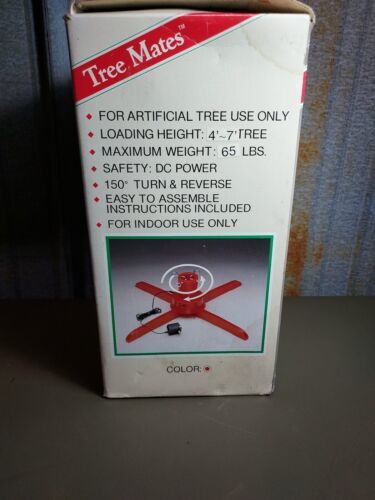 Tree Mates™
• FOR ARTIFICIAL TREE USE ONLY
• LOADING HEIGHT: 4'~7' TREE
• MAXIMUM WEIGHT: 65 LBS.
• SAFETY: DC POWER
• 150° TURN & REVERSE
• EASY TO ASSEMBLE
INSTRUCTIONS INCLUDED
• FOR INDOOR USE ONLY
COLOR: